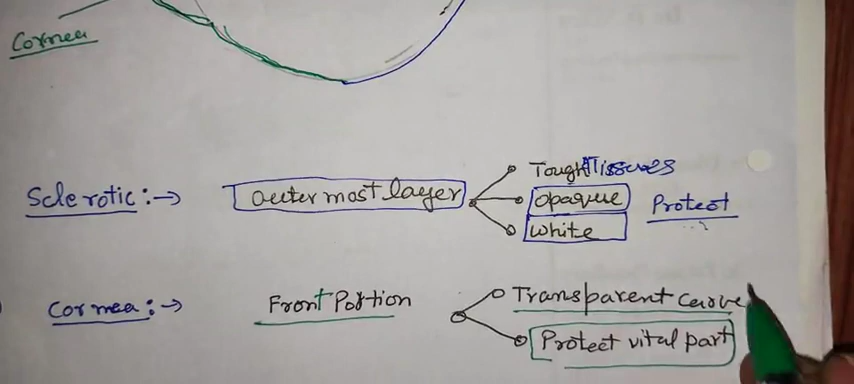 Cornea
Sclerotic :→ Outer most layer
Tough Tissues
Opaque
White
Protect
Cornea :→ Front Portion
Transparent curve
Protect vital part